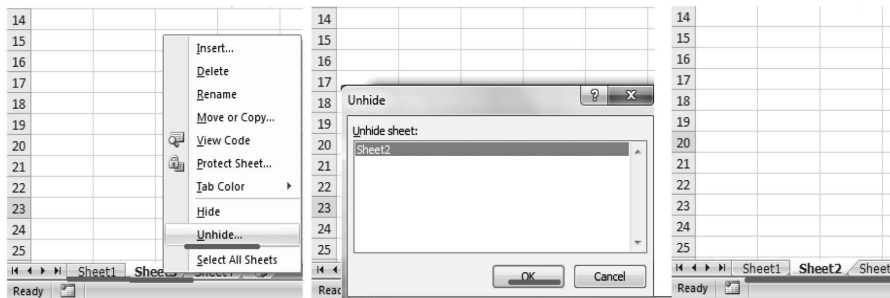 14
15
16
17
18
19
20
21
22
23
24
25
Insert...
Delete
Rename
Move or Copy...
View Code
Protect Sheet...
Tab Color
Hide
Unhide...
Select All Sheets
Sheet1
Ready
14
15
16
17
18
19
20
21
22
23
24
25
Unhide
Unhide sheet:
Sheet2
OK
Cancel
14
15
16
17
18
19
20
21
22
23
24
25
Sheet1 Sheet2 Sheet
Ready